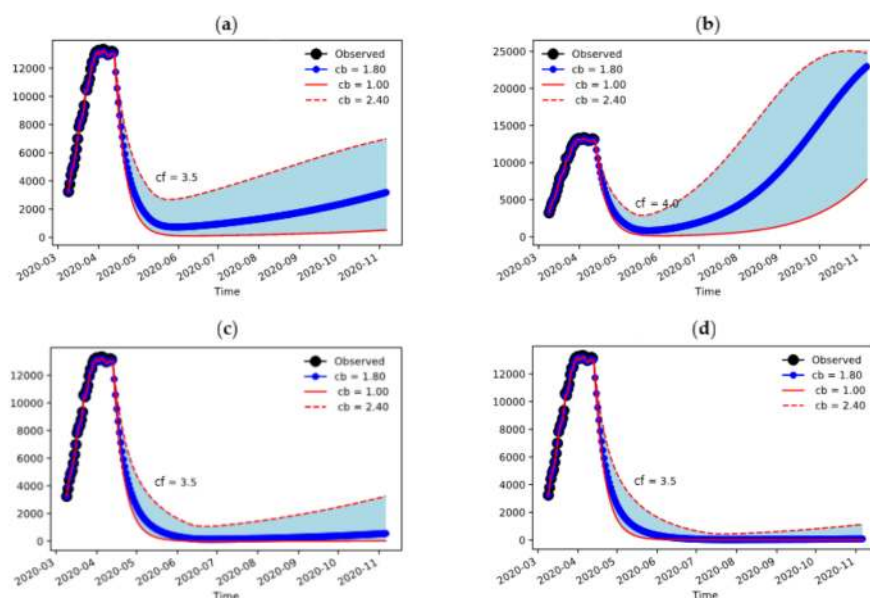 (a)
Observed
cb = 1.80
cb = 1.00
cb = 2.40
cf = 3.5
12000
10000
8000
6000
4000
2000
0
2020-03
2020-04
2020-05
2020-06
2020-07
2020-08
2020-09
2020-10
2020-11
Time
(b)
Observed
cb = 1.80
cb = 1.00
cb = 2.40
cf = 4.0
25000
20000
15000
10000
5000
0
2020-03
2020-04
2020-05
2020-06
2020-07
2020-08
2020-09
2020-10
2020-11
Time
(c)
Observed
cb = 1.80
cb = 1.00
cb = 2.40
cf = 3.5
12000
10000
8000
6000
4000
2000
0
2020-03
2020-04
2020-05
2020-06
2020-07
2020-08
2020-09
2020-10
2020-11
Time
(d)
Observed
cb = 1.80
cb = 1.00
cb = 2.40
cf = 3.5
12000
10000
8000
6000
4000
2000
0
2020-03
2020-04
2020-05
2020-06
2020-07
2020-08
2020-09
2020-10
2020-11
Time